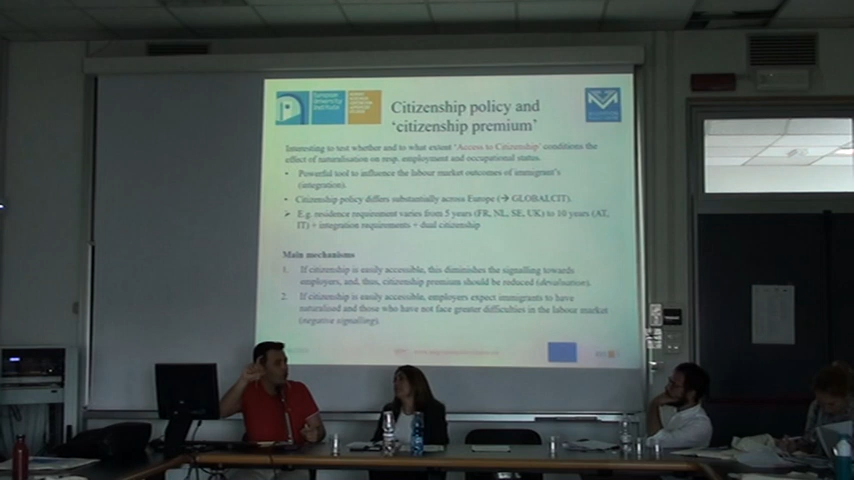 European
University
Institute
Citizenship policy and
'citizenship premium'
Interesting to test whether and to what extent 'Access to Citizenship' conditions the
effect of naturalisation on resp. employment and occupational status.
• Powerful tool to influence the labour market outcomes of immigrant's
(integration).
• Citizenship policy differs substantially across Europe (→ GLOBALCIT).
➢ E.g. residence requirement varies from 5 years (FR, NL, SE, UK) to 10 years (AT,
IT) + integration requirements + dual citizenship
Main mechanisms
1. If citizenship is easily accessible, this diminishes the signalling towards
employers, and, thus, citizenship premium should be reduced (devaluation).
2. If citizenship is easily accessible, employers expect immigrants to have
naturalised and those who have not face greater difficulties in the labour market
(negative signalling).